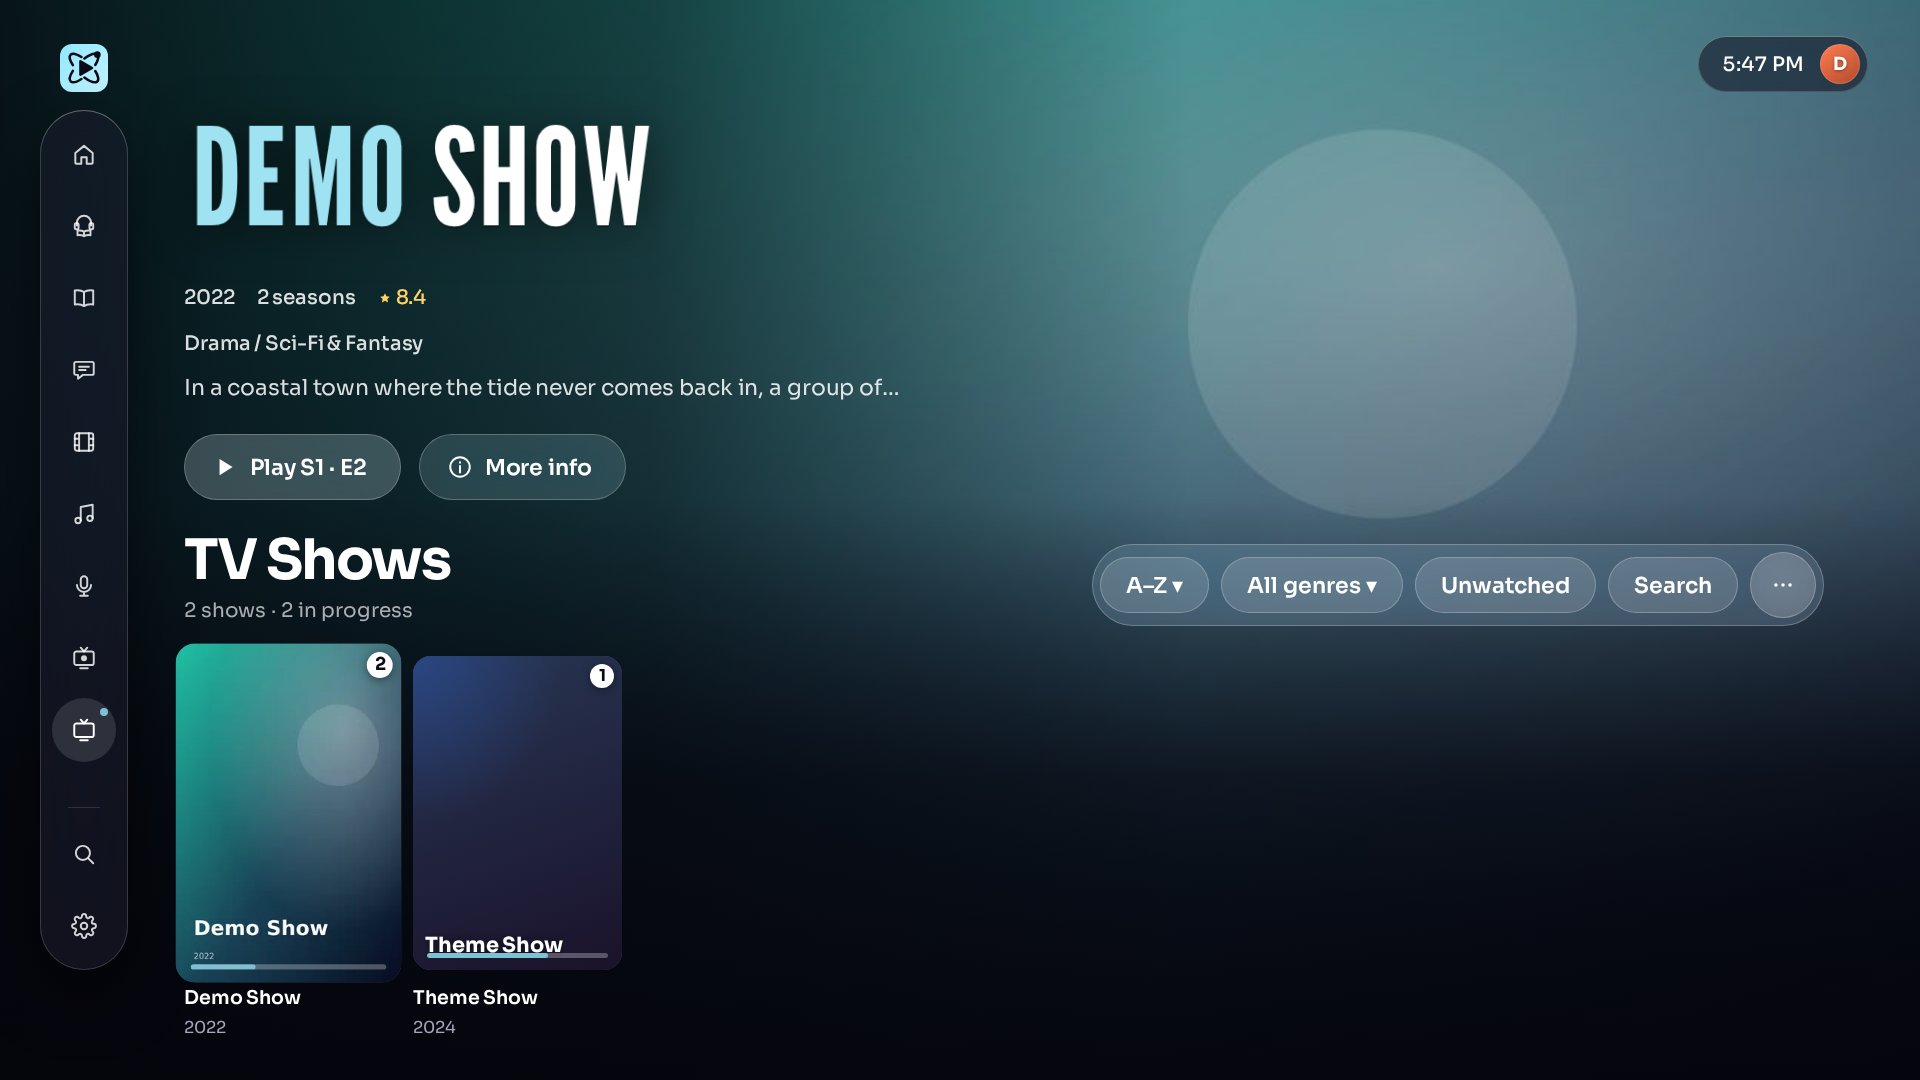 5:47 PM D
DEMO SHOW
2022 2 seasons ★ 8.4
Drama / Sci-Fi & Fantasy
In a coastal town where the tide never comes back in, a group of...
Play S1 · E2 More info
TV Shows
A–Z ▾ All genres ▾ Unwatched Search ···
2 shows · 2 in progress
2
1
Demo Show
2022
Theme Show
Demo Show
2022
Theme Show
2024